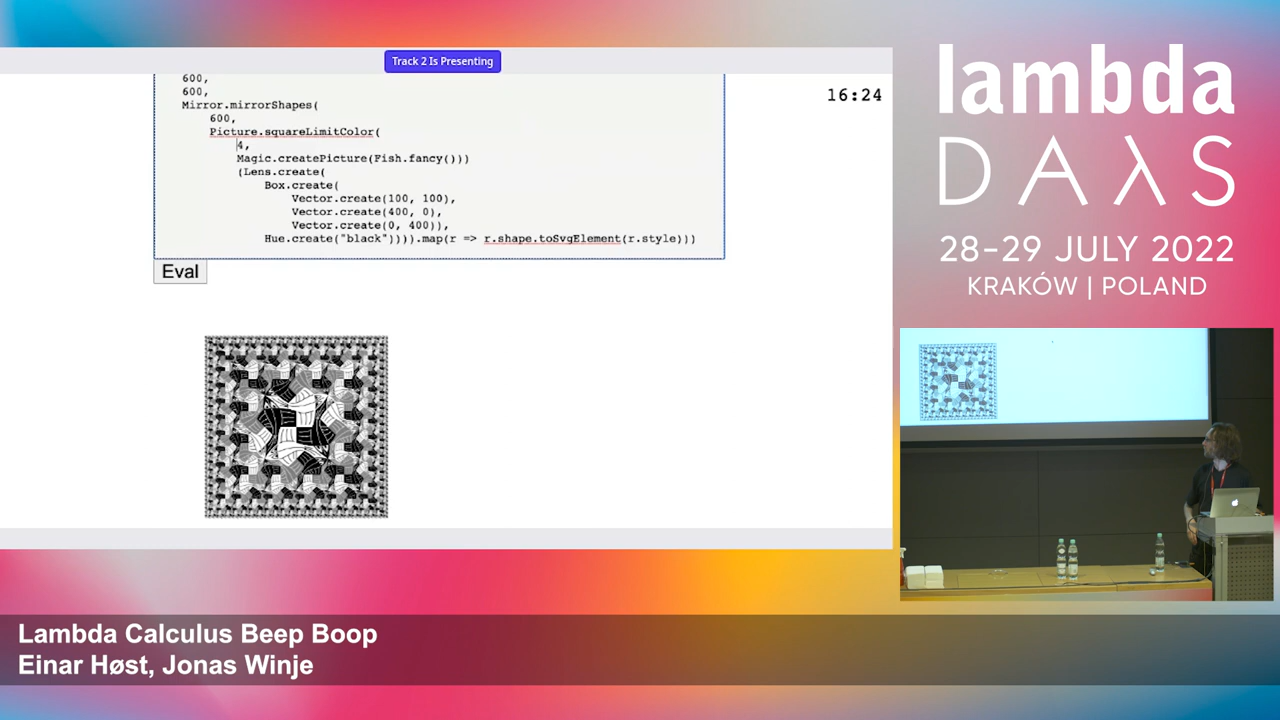 Track 2 Is Presenting
600,
600,
Mirror.mirrorShapes(
600,
Picture.squareLimitColor(
4,
Magic.createPicture(Fish.fancy()))
(Lens.create(
Box.create(
Vector.create(100, 100),
Vector.create(400, 0),
Vector.create(0, 400)),
Hue.create("black")))).map(r => r.shape.toSvgElement(r.style)))
Eval
16:24
lambda
DAλS
28–29 JULY 2022
KRAKÓW | POLAND
Lambda Calculus Beep Boop
Einar Høst, Jonas Winje